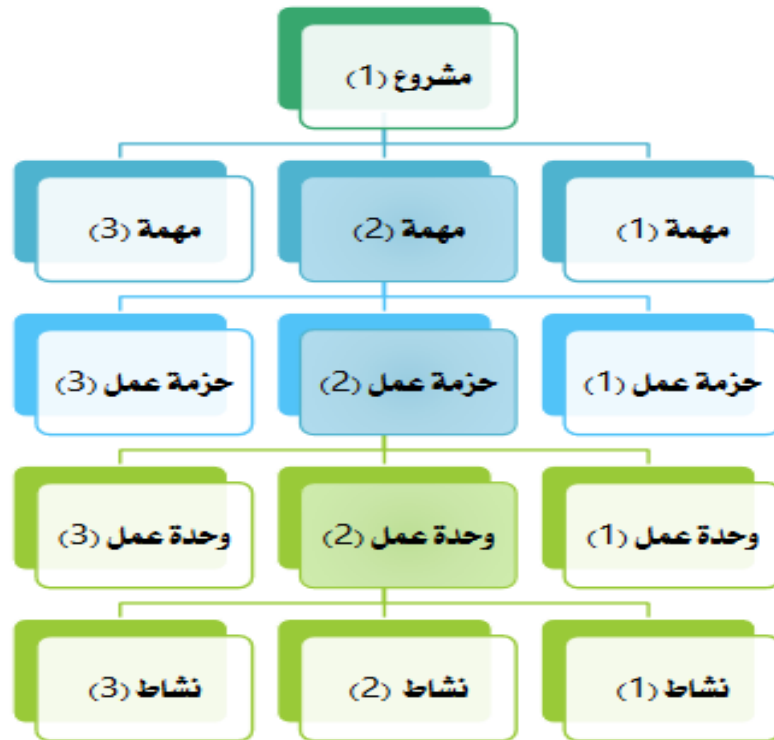 مشروع (1)
مهمة (1)
مهمة (2)
مهمة (3)
حزمة عمل (1)
حزمة عمل (2)
حزمة عمل (3)
وحدة عمل (1)
وحدة عمل (2)
وحدة عمل (3)
نشاط (1)
نشاط (2)
نشاط (3)